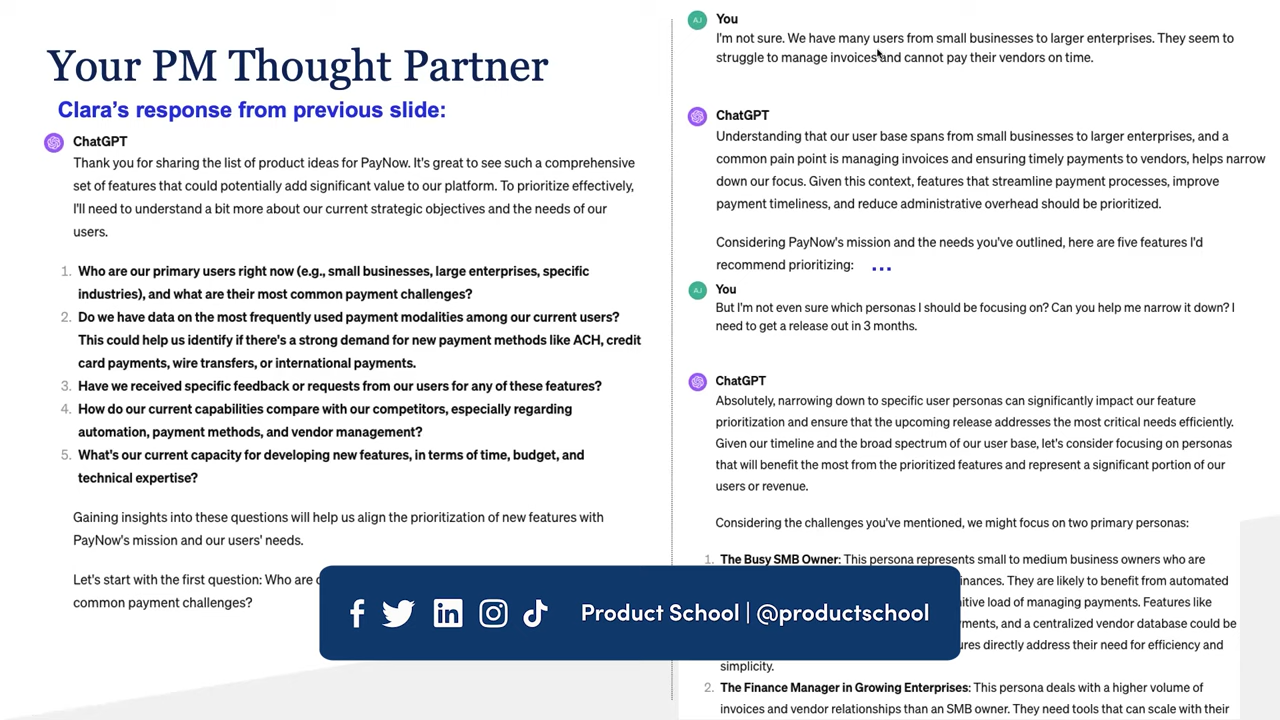 Your PM Thought Partner
Clara's response from previous slide:
ChatGPT
Thank you for sharing the list of product ideas for PayNow. It's great to see such a comprehensive
set of features that could potentially add significant value to our platform. To prioritize effectively,
I'll need to understand a bit more about our current strategic objectives and the needs of our
users.
1. Who are our primary users right now (e.g., small businesses, large enterprises, specific
industries), and what are their most common payment challenges?
2. Do we have data on the most frequently used payment modalities among our current users?
This could help us identify if there's a strong demand for new payment methods like ACH, credit
card payments, wire transfers, or international payments.
3. Have we received specific feedback or requests from our users for any of these features?
4. How do our current capabilities compare with our competitors, especially regarding
automation, payment methods, and vendor management?
5. What's our current capacity for developing new features, in terms of time, budget, and
technical expertise?
Gaining insights into these questions will help us align the prioritization of new features with
PayNow's mission and our users' needs.
Let's start with the first question: Who are
common payment challenges?
AJ
You
I'm not sure. We have many users from small businesses to larger enterprises. They seem to
struggle to manage invoices and cannot pay their vendors on time.
ChatGPT
Understanding that our user base spans from small businesses to larger enterprises, and a
common pain point is managing invoices and ensuring timely payments to vendors, helps narrow
down our focus. Given this context, features that streamline payment processes, improve
payment timeliness, and reduce administrative overhead should be prioritized.
Considering PayNow's mission and the needs you've outlined, here are five features I'd
recommend prioritizing: ...
AJ
You
But I'm not even sure which personas I should be focusing on? Can you help me narrow it down? I
need to get a release out in 3 months.
ChatGPT
Absolutely, narrowing down to specific user personas can significantly impact our feature
prioritization and ensure that the upcoming release addresses the most critical needs efficiently.
Given our timeline and the broad spectrum of our user base, let's consider focusing on personas
that will benefit the most from the prioritized features and represent a significant portion of our
users or revenue.
Considering the challenges you've mentioned, we might focus on two primary personas:
1. The Busy SMB Owner: This persona represents small to medium business owners who are
They are likely to benefit from automated
load of managing payments. Features like
and a centralized vendor database could be
directly address their need for efficiency and
simplicity.
2. The Finance Manager in Growing Enterprises: This persona deals with a higher volume of
invoices and vendor relationships than an SMB owner. They need tools that can scale with their
Product School | @productschool